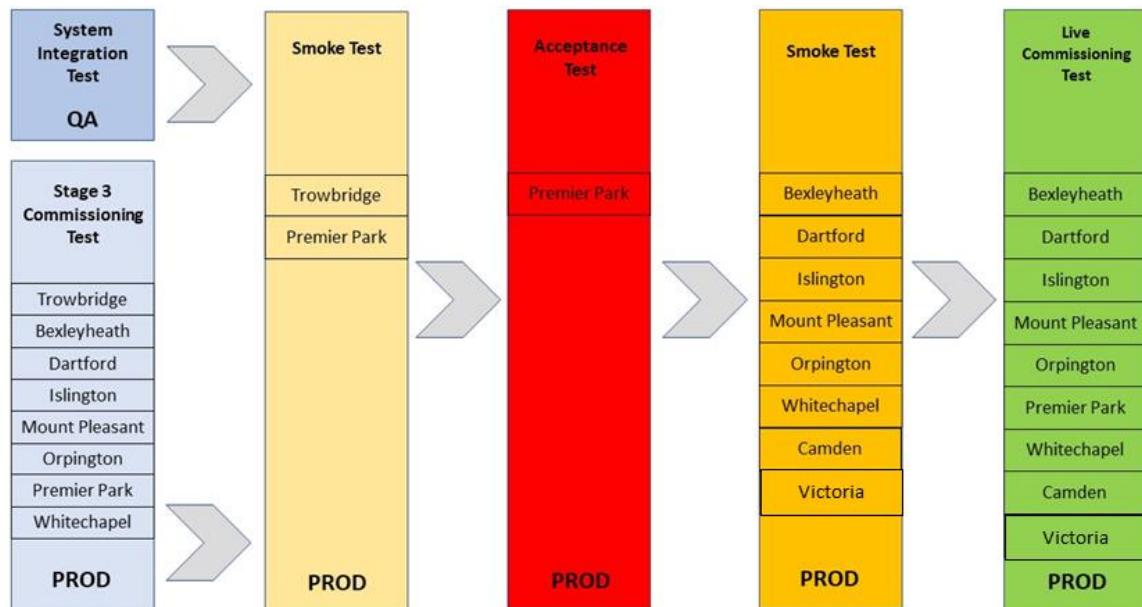 System
Integration
Test
QA
Stage 3
Commissioning
Test
Trowbridge
Bexleyheath
Dartford
Islington
Mount Pleasant
Orpington
Premier Park
Whitechapel
PROD
Smoke Test
Trowbridge
Premier Park
PROD
Acceptance
Test
Premier Park
PROD
Smoke Test
Bexleyheath
Dartford
Islington
Mount Pleasant
Orpington
Whitechapel
Camden
Victoria
PROD
Live
Commissioning
Test
Bexleyheath
Dartford
Islington
Mount Pleasant
Orpington
Premier Park
Whitechapel
Camden
Victoria
PROD